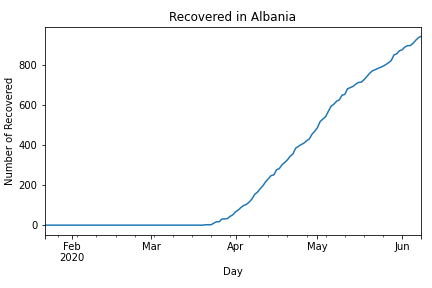 Recovered in Albania
Number of Recovered
800
600
400
200
0
Feb
2020
Mar
Apr
May
Jun
Day